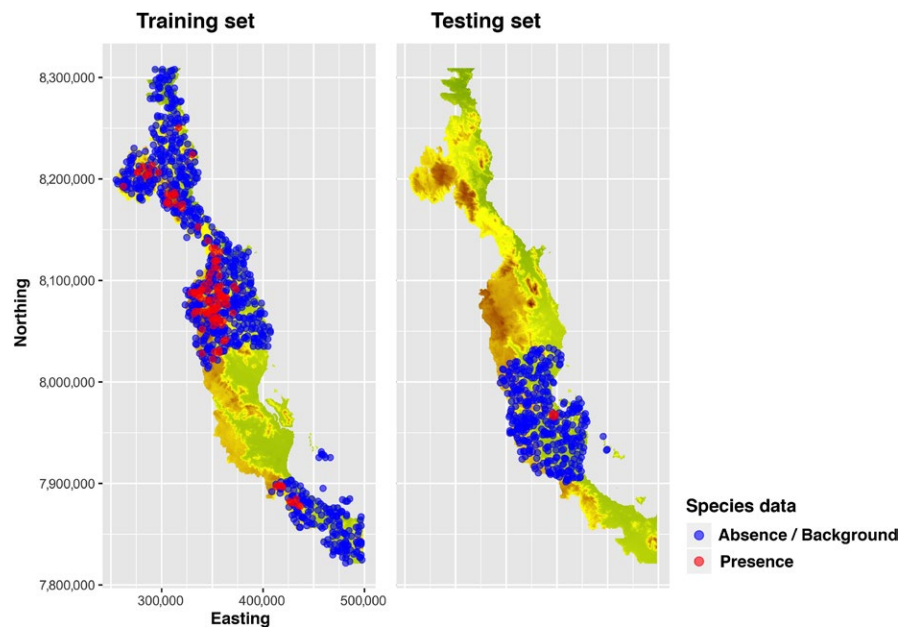 Training set
Testing set
8,300,000
8,200,000
8,100,000
8,000,000
7,900,000
7,800,000
Northing
300,000
400,000
500,000
Easting
Species data
Absence / Background
Presence